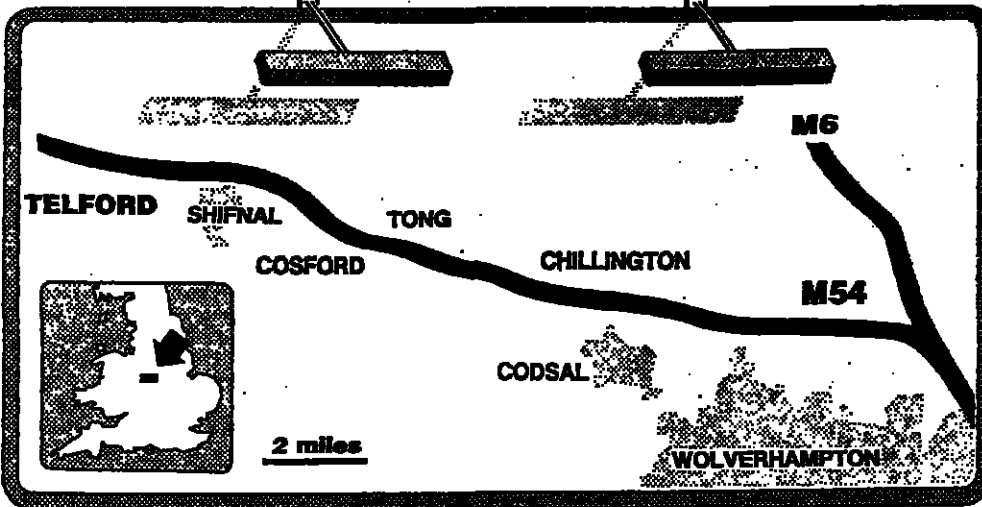 M6
TELFORD
SHIFNAL
TONG
COSFORD
CHILLINGTON
M54
CODSAL
2 miles
WOLVERHAMPTON